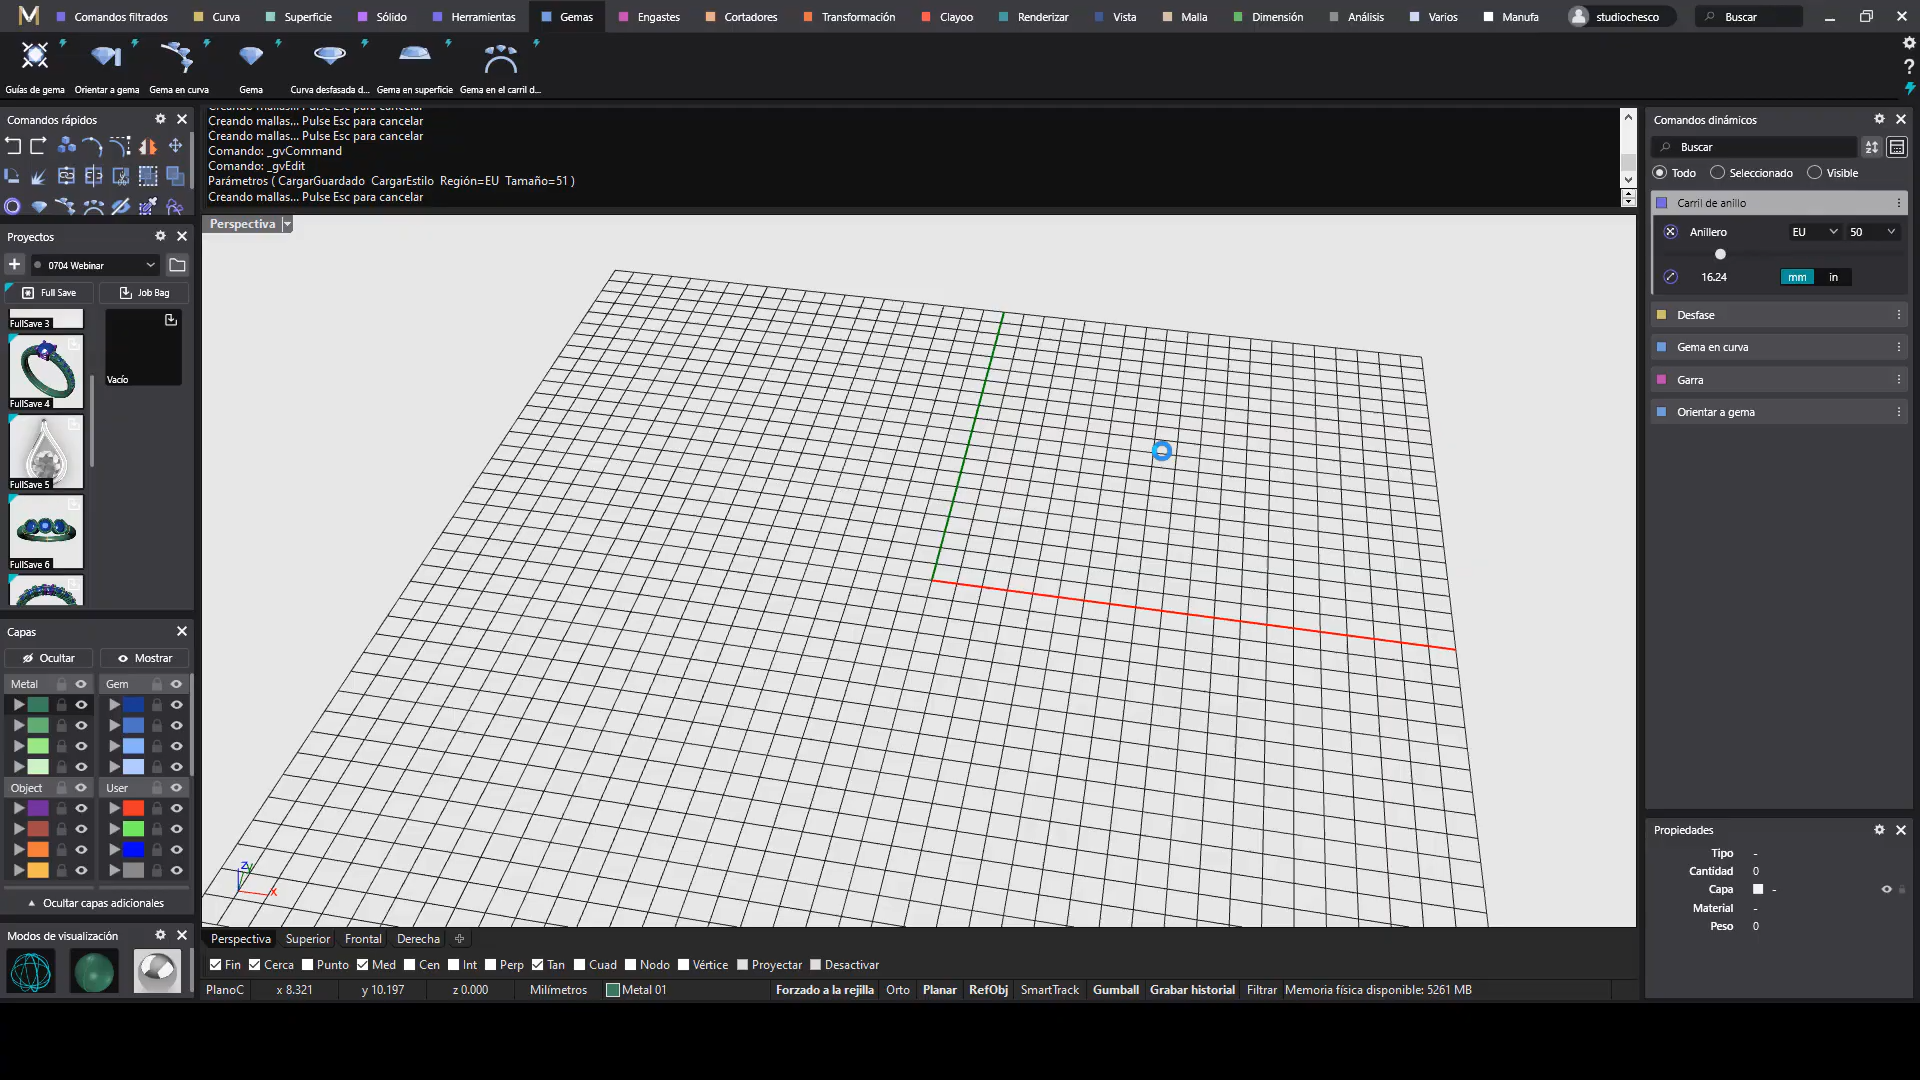 Comandos filtrados Curva Superficie Sólido Herramientas Gemas Engastes Cortadores Transformación Clayoo Renderizar Vista Malla Dimensión Análisis Varios Manufa studiochesco Buscar
Guías de gema Orientar a gema Gema en curva Gema Curva desfasada d... Gema en superficie Gema en el carril d...
Comandos rápidos
Creando mallas... Pulse Esc para cancelar
Creando mallas... Pulse Esc para cancelar
Creando mallas... Pulse Esc para cancelar
Comando: _gvCommand
Comando: _gvEdit
Parámetros ( CargarGuardado CargarEstilo Región=EU Tamaño=51 )
Creando mallas... Pulse Esc para cancelar
Perspectiva
Proyectos
0704 Webinar
Full Save Job Bag
FullSave 3
FullSave 4
Vacío
FullSave 5
FullSave 6
Capas
Ocultar Mostrar
Metal Gem
Object User
Ocultar capas adicionales
Modos de visualización
z y x
Perspectiva Superior Frontal Derecha
Fin Cerca Punto Med Cen Int Perp Tan Cuad Nodo Vértice Proyectar Desactivar
PlanoC x 8.321 y 10.197 z 0.000 Milímetros Metal 01 Forzado a la rejilla Orto Planar RefObj SmartTrack Gumball Grabar historial Filtrar Memoria física disponible: 5261 MB
Comandos dinámicos
Buscar
Todo Seleccionado Visible
Carril de anillo
Anillero EU 50
16.24 mm in
Desfase
Gema en curva
Garra
Orientar a gema
Propiedades
Tipo -
Cantidad 0
Capa -
Material -
Peso 0